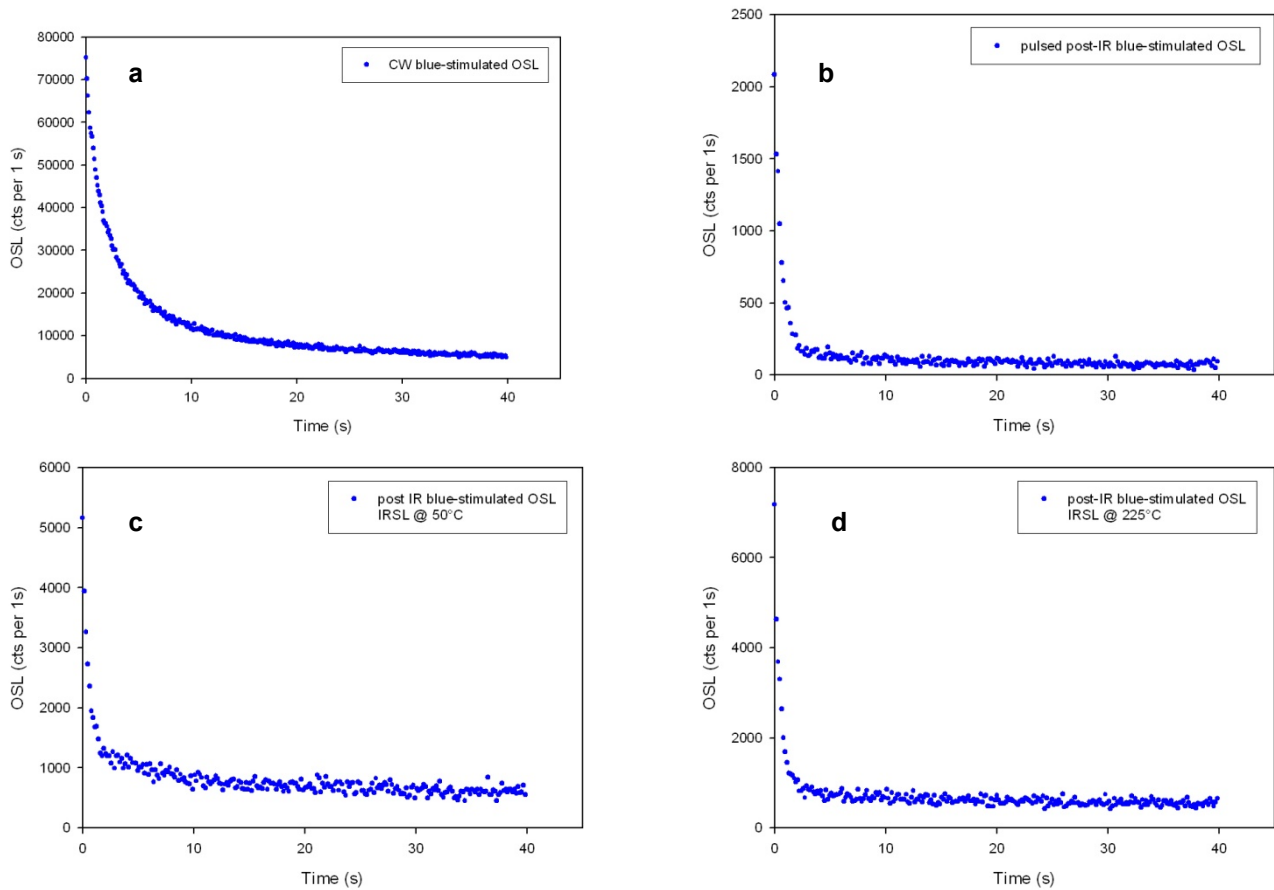 a
CW blue-stimulated OSL
80000
70000
60000
50000
40000
30000
20000
10000
0
OSL (cts per 1 s)
0 10 20 30 40
Time (s)
b
pulsed post-IR blue-stimulated OSL
2500
2000
1500
1000
500
0
OSL (cts per 1s)
0 10 20 30 40
Time (s)
c
post IR blue-stimulated OSL
IRSL @ 50°C
6000
5000
4000
3000
2000
1000
0
OSL (cts per 1s)
0 10 20 30 40
Time (s)
d
post-IR blue-stimulated OSL
IRSL @ 225°C
8000
6000
4000
2000
0
OSL (cts per 1s)
0 10 20 30 40
Time (s)